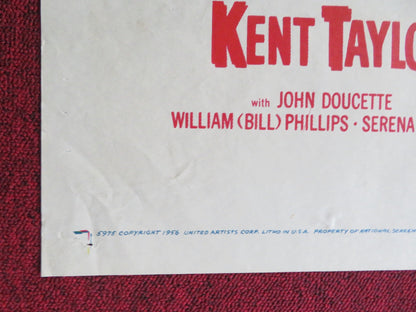 KENT TAYLO
with JOHN DOUCETTE
WILLIAM (BILL) PHILLIPS · SERENA
5975 COPYRIGHT 1956 UNITED ARTISTS CORP. LITHO IN U.S.A. PROPERTY OF NATIONAL SCREEN